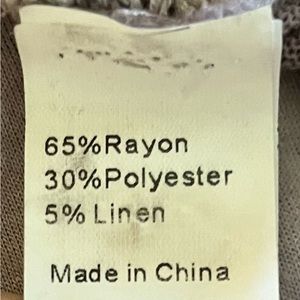 65%Rayon
30%Polyester
5% Linen
Made in China